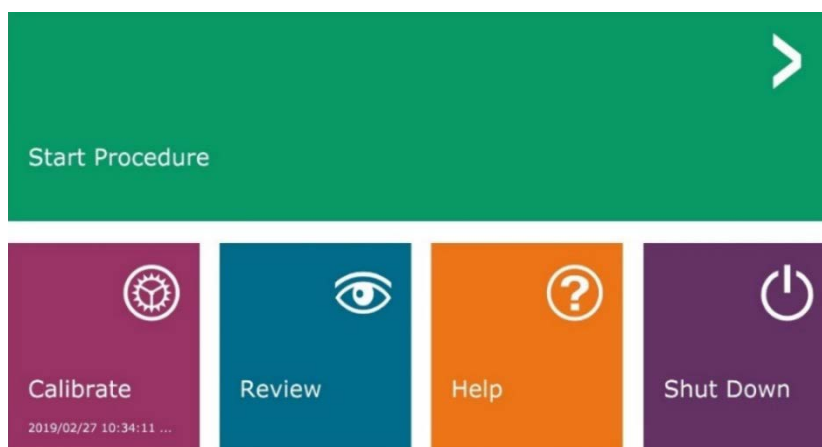 Start Procedure
Calibrate
2019/02/27 10:34:11 ...
Review
Help
Shut Down